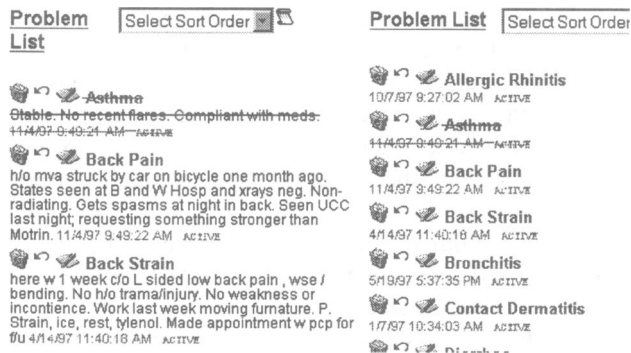 Problem
List
Select Sort Order
Asthma
Stable. No recent flares. Compliant with meds.
11/4/97 9:49:21 AM ACTIVE
Back Pain
h/o mva struck by car on bicycle one month ago.
States seen at B and W Hosp and xrays neg. Non-
radiating. Gets spasms at night in back. Seen UCC
last night; requesting something stronger than
Motrin. 11/4/97 9:49:22 AM ACTIVE
Back Strain
here w 1 week c/o L sided low back pain , wse /
bending. No h/o trama/injury. No weakness or
incontience. Work last week moving furnature. P.
Strain, ice, rest, tylenol. Made appointment w pcp for
f/u 4/14/97 11:40:18 AM ACTIVE
Problem List
Select Sort Order
Allergic Rhinitis
10/7/97 9:27:02 AM ACTIVE
Asthma
11/4/97 9:49:21 AM ACTIVE
Back Pain
11/4/97 9:49:22 AM ACTIVE
Back Strain
4/14/97 11:40:18 AM ACTIVE
Bronchitis
5/19/97 5:37:35 PM ACTIVE
Contact Dermatitis
1/7/97 10:34:03 AM ACTIVE